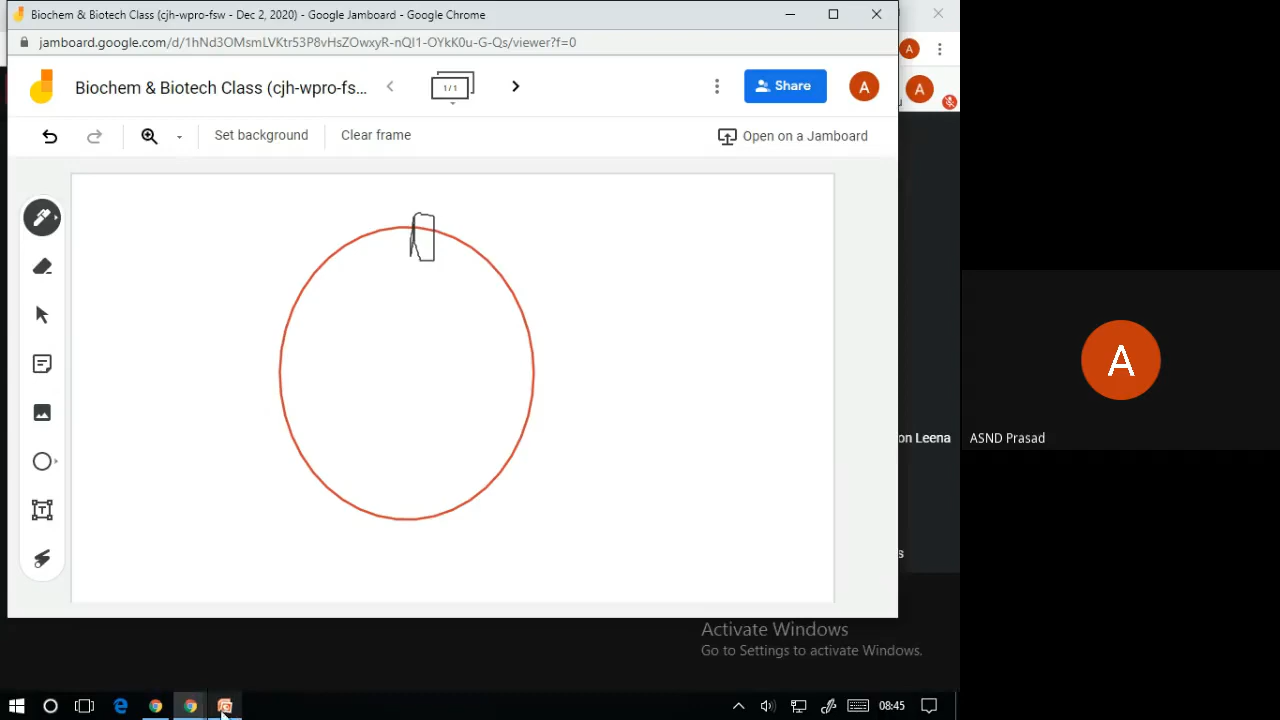 Biochem & Biotech Class (cjh-wpro-fsw - Dec 2, 2020) - Google Jamboard - Google Chrome
jamboard.google.com/d/1hNd3OMsmLVKtr53P8vHsZOwxyR-nQI1-OYkK0u-G-Qs/viewer?f=0
Biochem & Biotech Class (cjh-wpro-fs...
1 / 1
Share
A
A
A
Set background
Clear frame
Open on a Jamboard
T
A
on Leena
ASND Prasad
s
Activate Windows
Go to Settings to activate Windows.
08:45